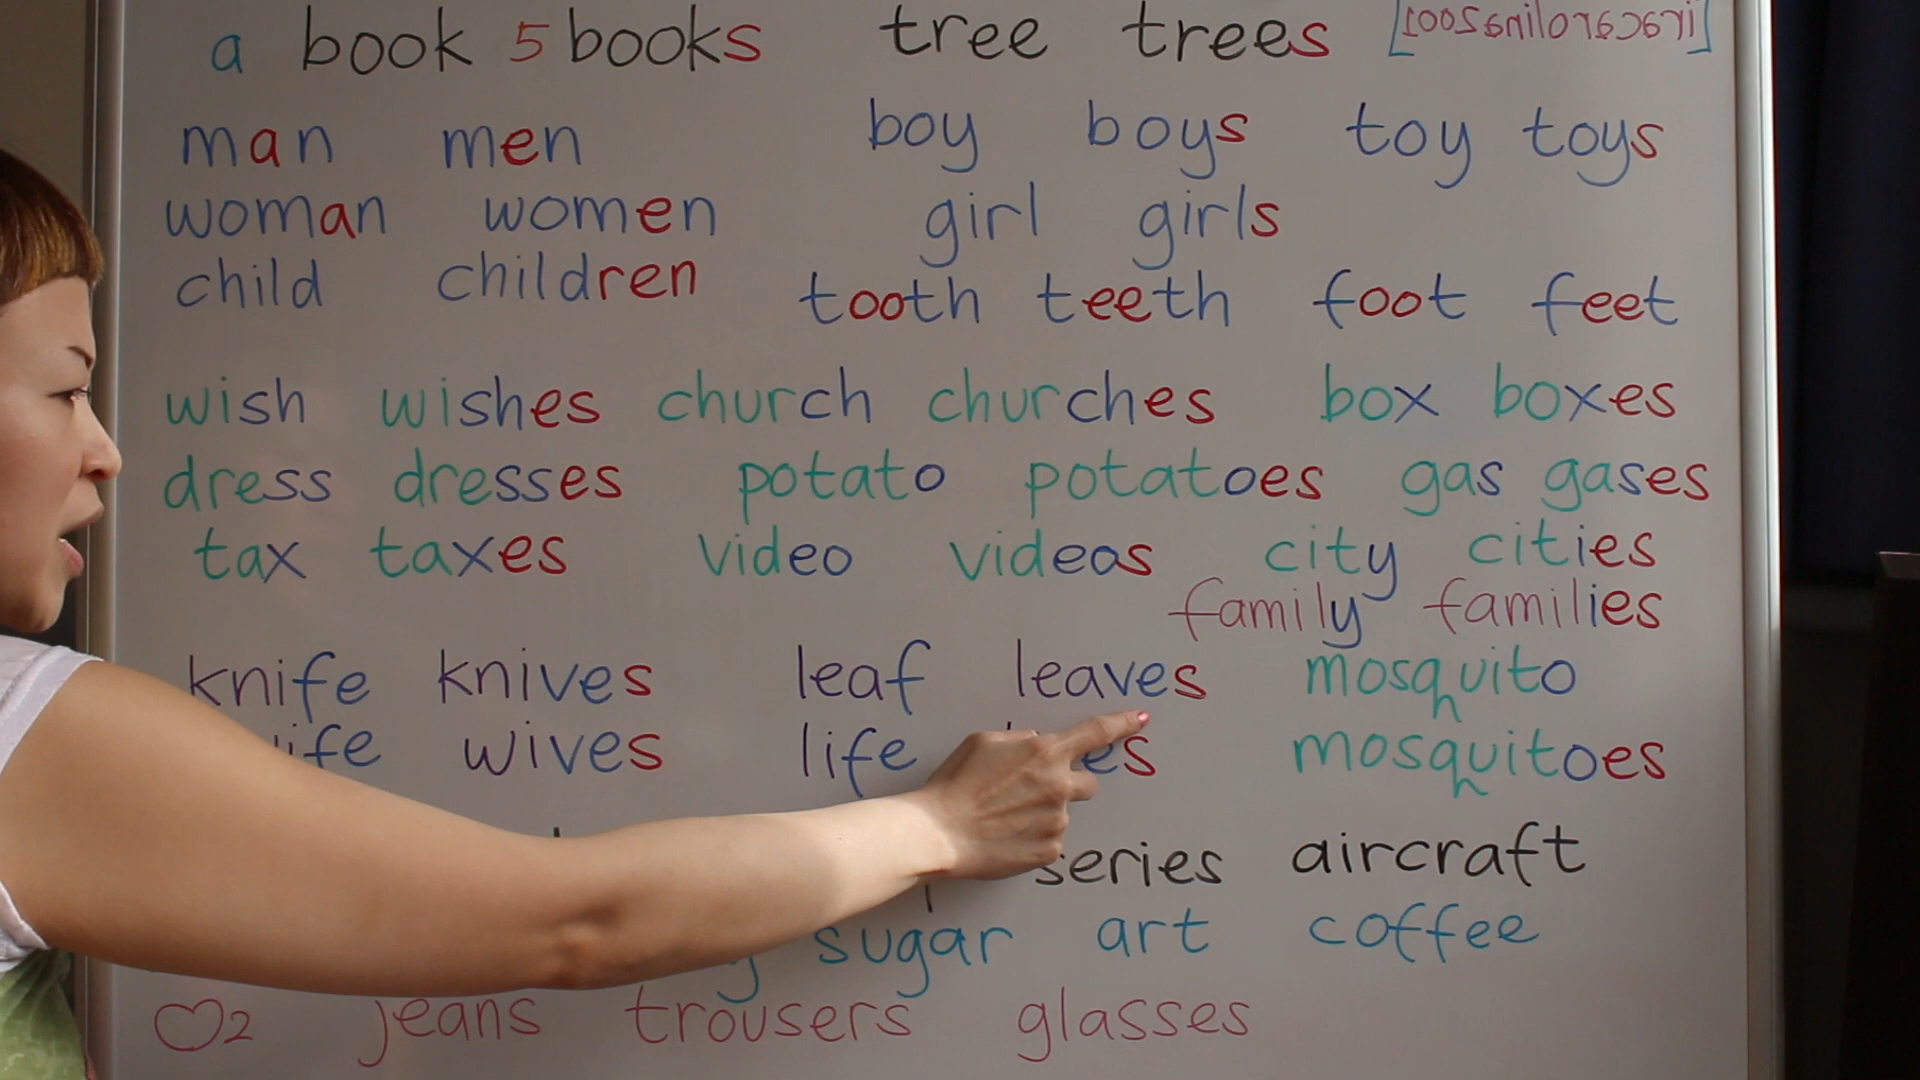 a book 5 books tree trees
man men boy boys toy toys
woman women girl girls
child children tooth teeth foot feet
wish wishes church churches box boxes
dress dresses potato potatoes gas gases
tax taxes video videos city cities
family families
knife knives leaf leaves mosquito
wives life mosquitoes
series aircraft
sugar art coffee
♡2 jeans trousers glasses